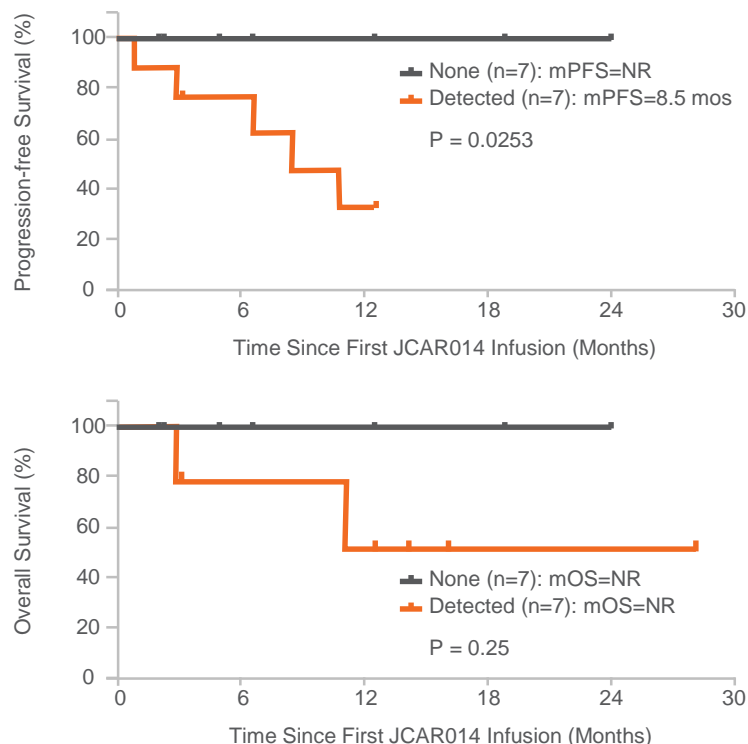 Progression-free Survival (%)
100
80
60
40
20
0
None (n=7): mPFS=NR
Detected (n=7): mPFS=8.5 mos
P = 0.0253
0 6 12 18 24 30
Time Since First JCAR014 Infusion (Months)
Overall Survival (%)
100
80
60
40
20
0
None (n=7): mOS=NR
Detected (n=7): mOS=NR
P = 0.25
0 6 12 18 24 30
Time Since First JCAR014 Infusion (Months)